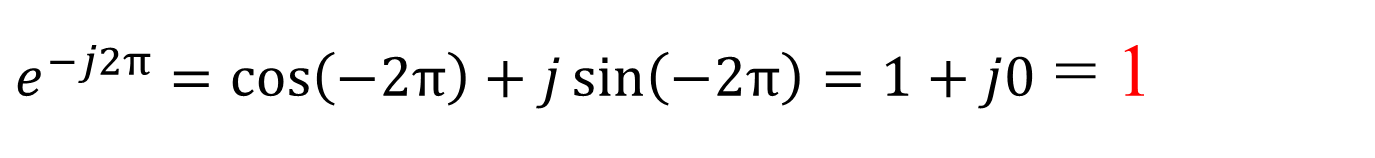 e^{-j2π} = cos(−2π) + j sin(−2π) = 1 + j0 = 1